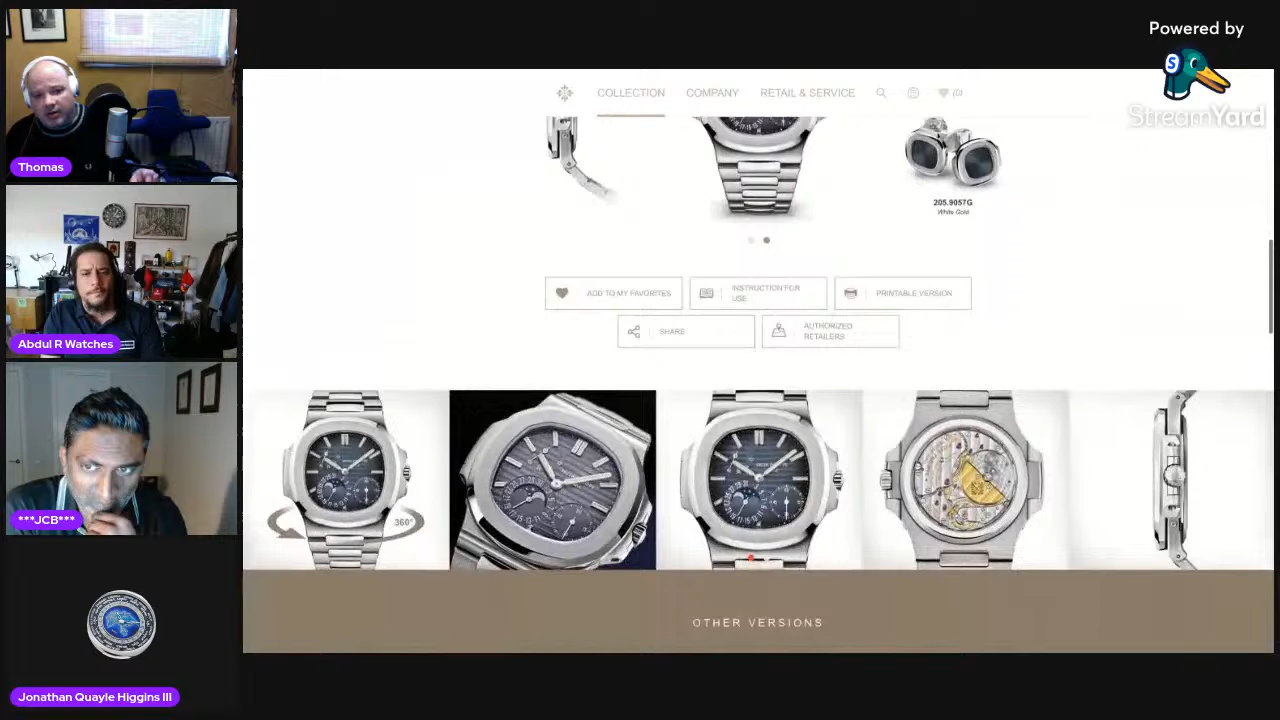 Powered by
StreamYard
Thomas
Abdul R Watches
***JCB***
Jonathan Quayle Higgins III
COLLECTION
COMPANY
RETAIL & SERVICE
(0)
205.9057G
White Gold
ADD TO MY FAVORITES
INSTRUCTION FOR
USE
PRINTABLE VERSION
SHARE
AUTHORIZED
RETAILERS
360°
OTHER VERSIONS